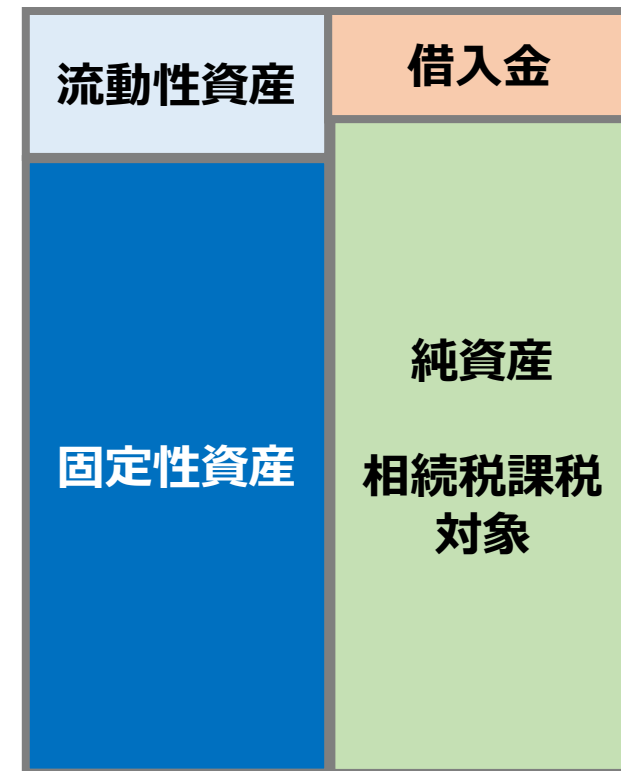 流動性資産
借入金
固定性資産
純資産
相続税課税
対象